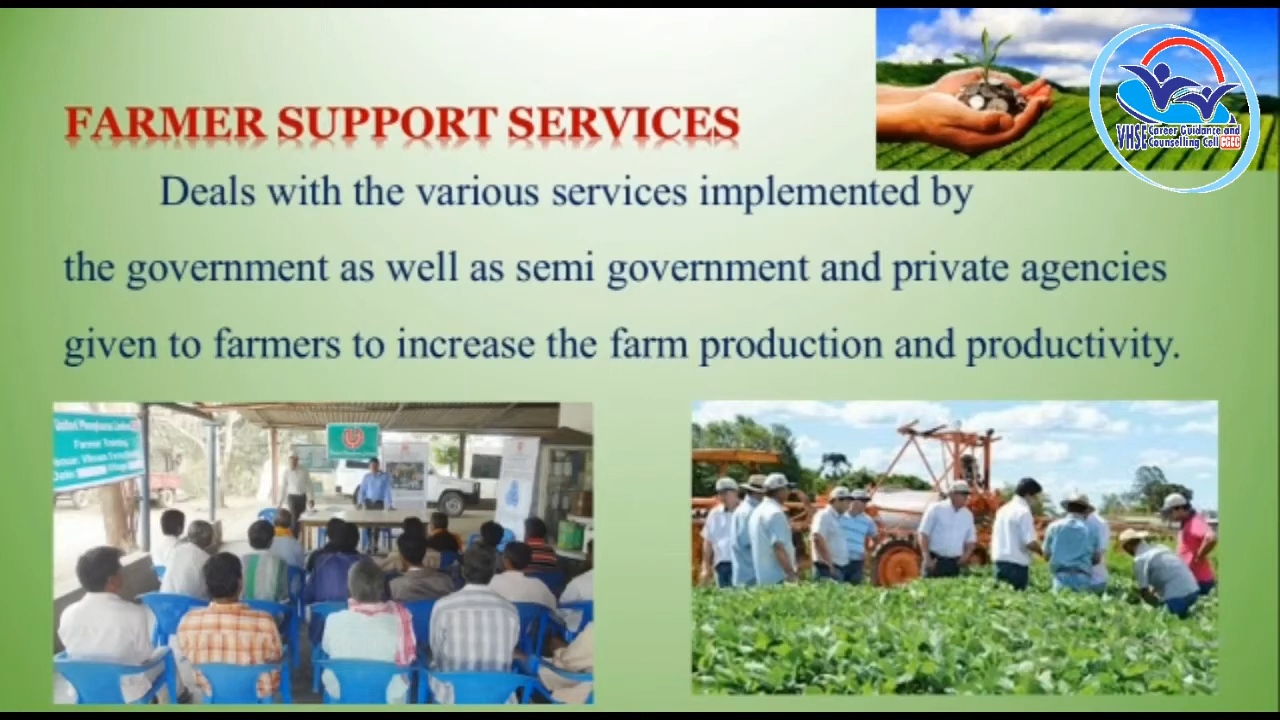 FARMER SUPPORT SERVICES
VHSE Career Guidance and
Counselling Cell CGCC
Deals with the various services implemented by
the government as well as semi government and private agencies
given to farmers to increase the farm production and productivity.
Farmer Training